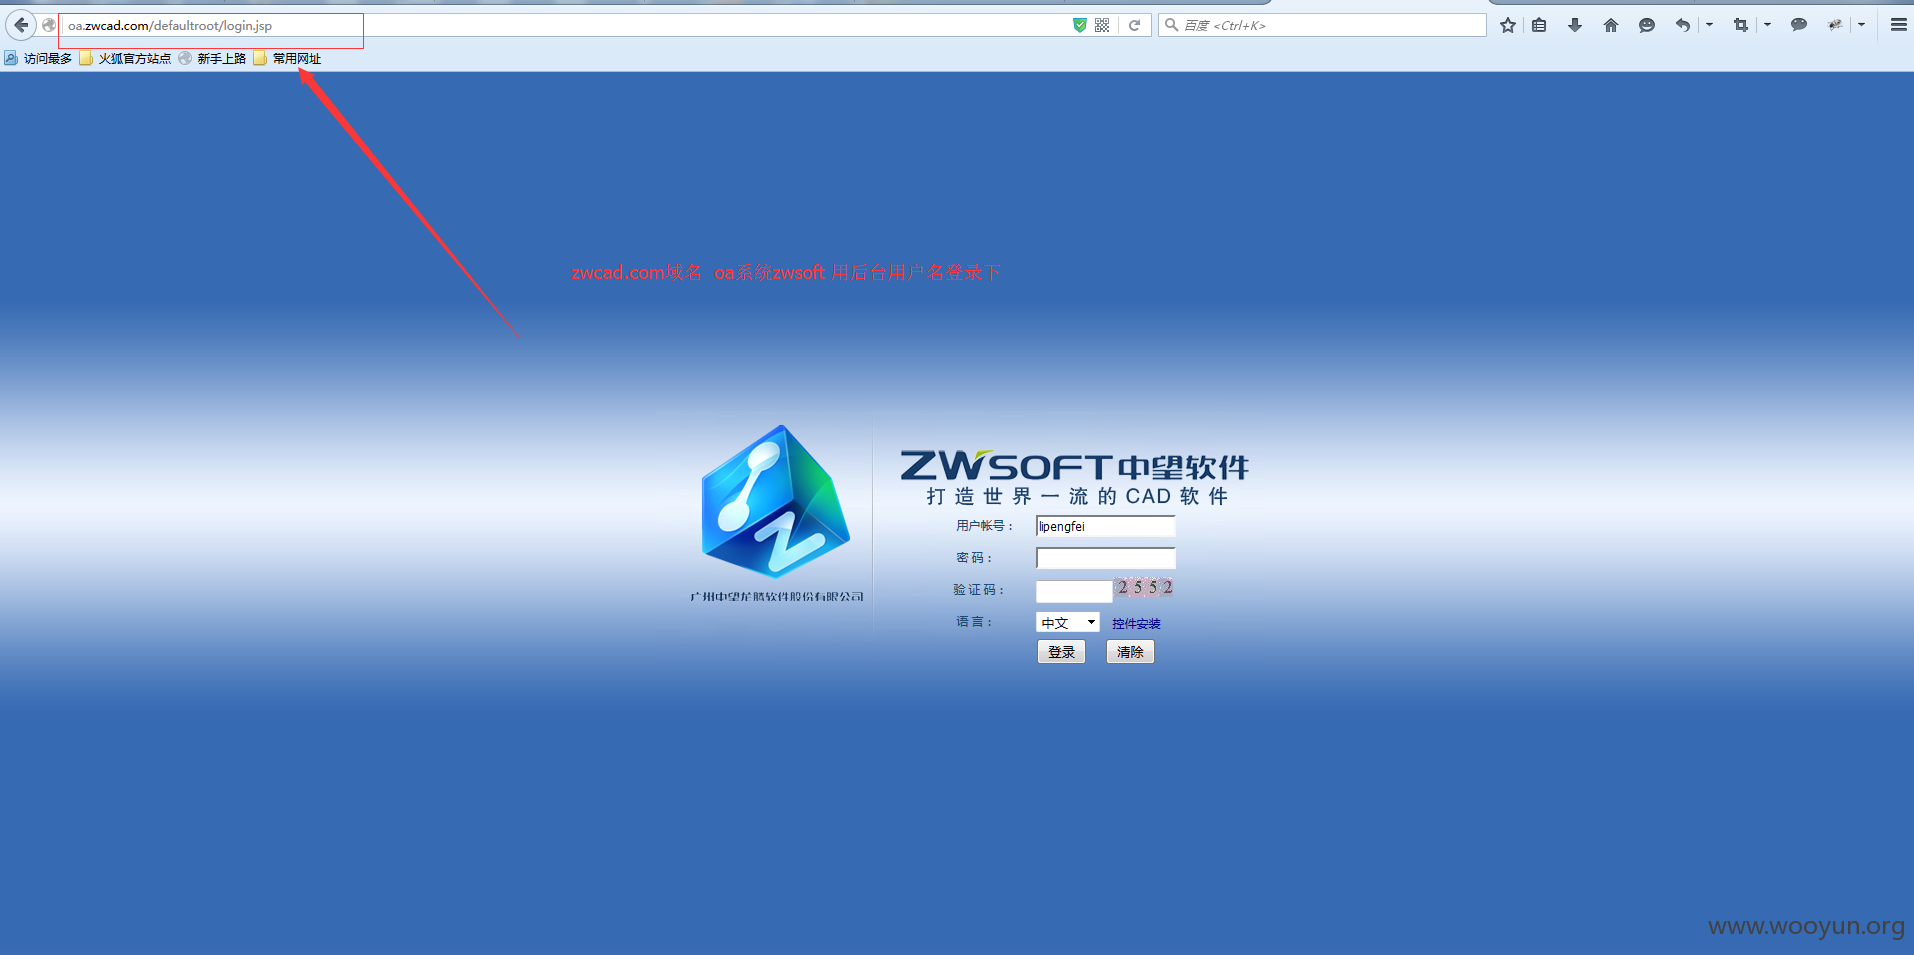 oa.zwcad.com/defaultroot/login.jsp
百度 <Ctrl+K>
访问最多 火狐官方站点 新手上路 常用网址
zwcad.com域名 oa系统zwsoft 用后台用户名登录下
ZWSOFT中望软件
打造世界一流的CAD软件
用户帐号： lipengfei
密码：
验证码： 2552
广州中望龙腾软件股份有限公司
语言： 中文 控件安装
登录 清除
www.wooyun.org